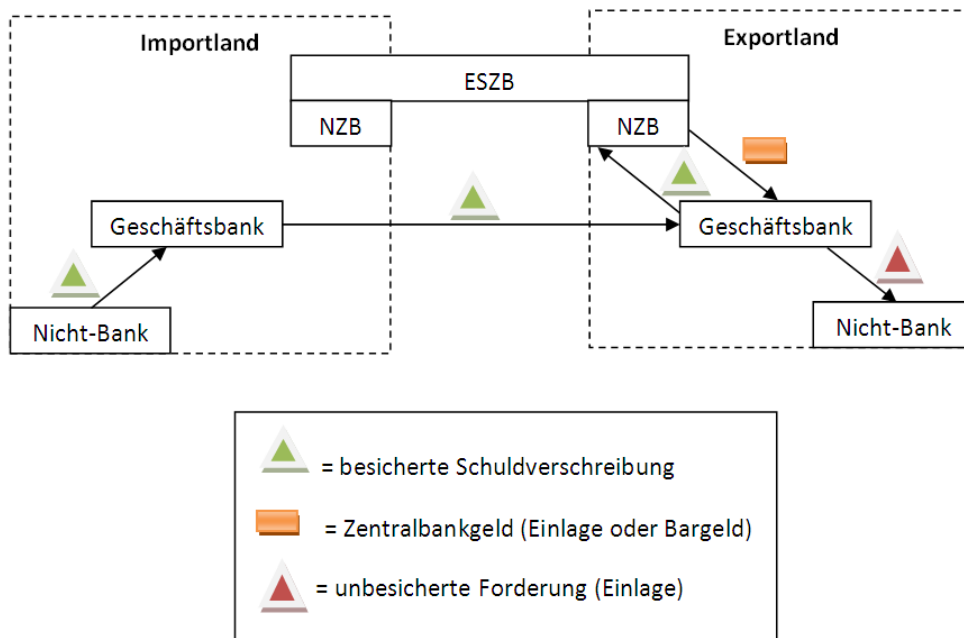 Importland
Exportland
ESZB
NZB
NZB
Geschäftsbank
Geschäftsbank
Nicht-Bank
Nicht-Bank
= besicherte Schuldverschreibung
= Zentralbankgeld (Einlage oder Bargeld)
= unbesicherte Forderung (Einlage)